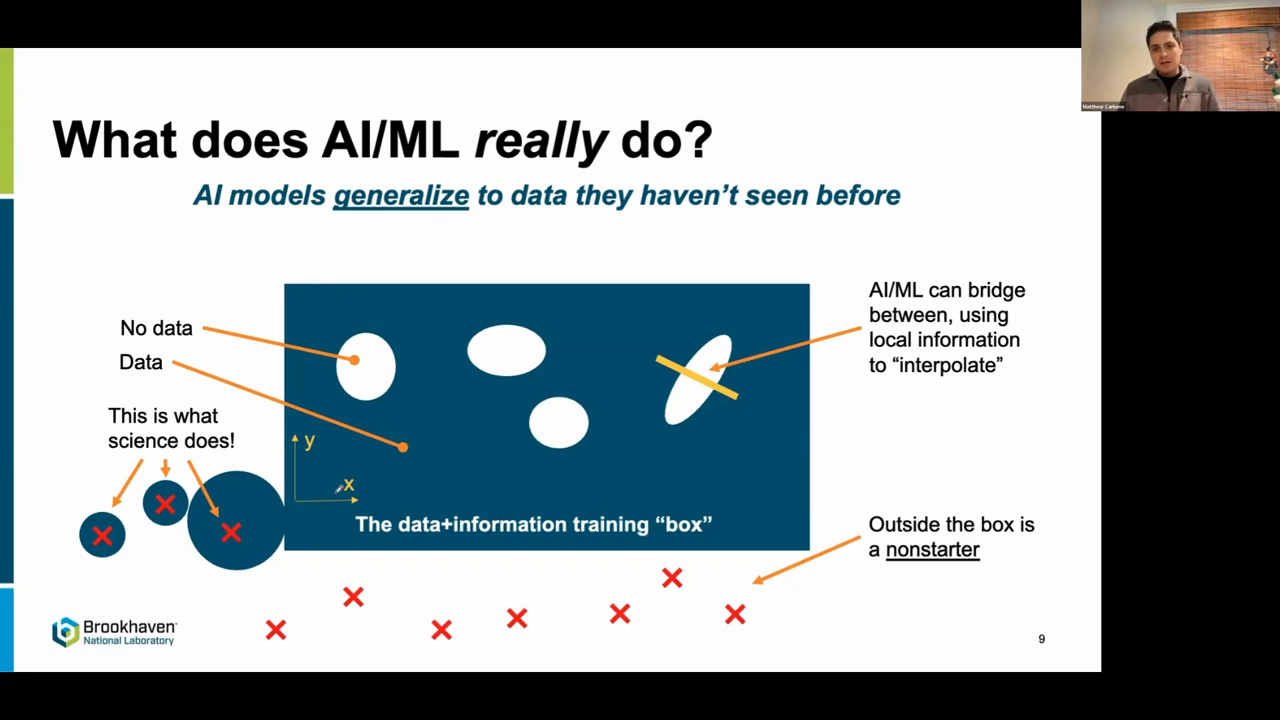 Matthew Carbone
What does AI/ML really do?
AI models generalize to data they haven't seen before
No data
Data
This is what
science does!
AI/ML can bridge
between, using
local information
to “interpolate”
y
x
The data+information training “box”
Outside the box is
a nonstarter
Brookhaven™
National Laboratory
9